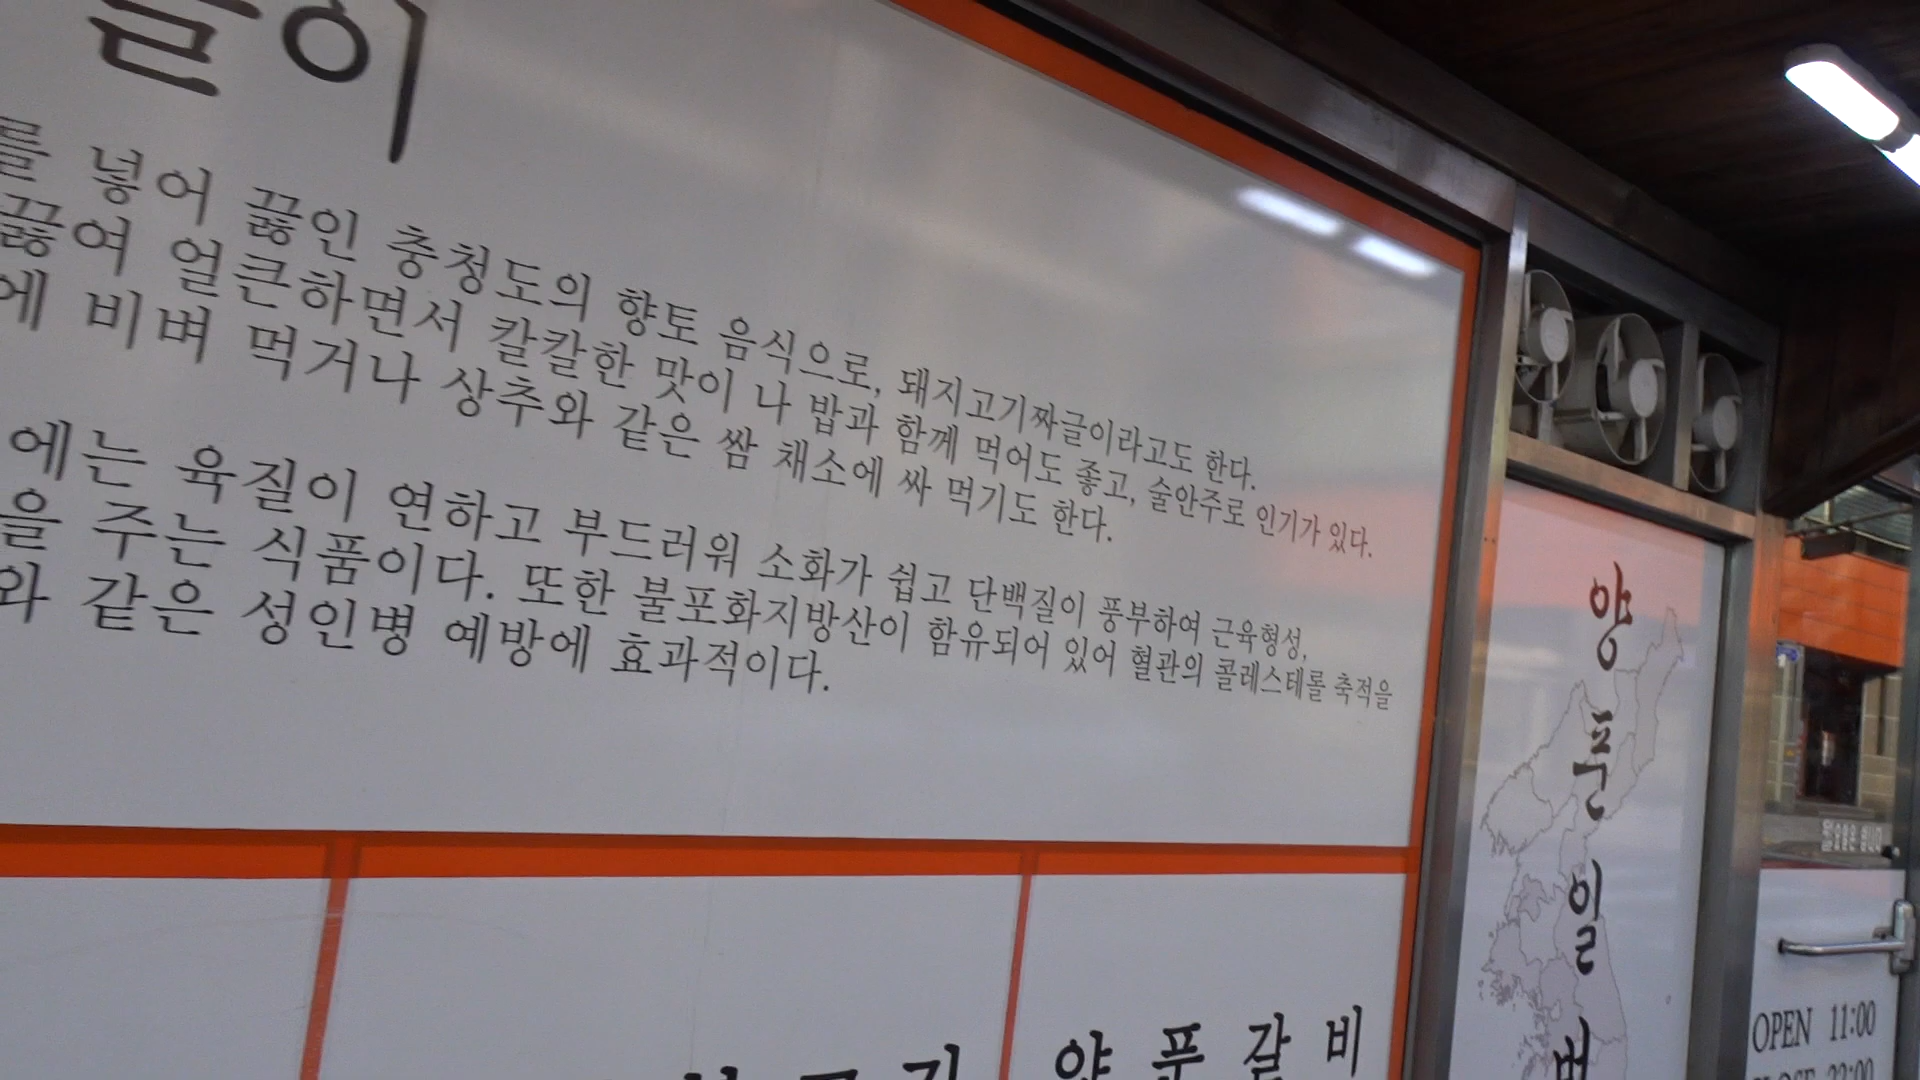 글이
를 넣어 끓인 충청도의 향토 음식으로, 돼지고기짜글이라고도 한다.
끓여 얼큰하면서 칼칼한 맛이 나 밥과 함께 먹어도 좋고, 술안주로 인기가 있다.
에 비벼 먹거나 상추와 같은 쌈 채소에 싸 먹기도 한다.
에는 육질이 연하고 부드러워 소화가 쉽고 단백질이 풍부하여 근육형성,
을 주는 식품이다. 또한 불포화지방산이 함유되어 있어 혈관의 콜레스테롤 축적을
와 같은 성인병 예방에 효과적이다.
양푼갈비
양푼일버
OPEN 11:00